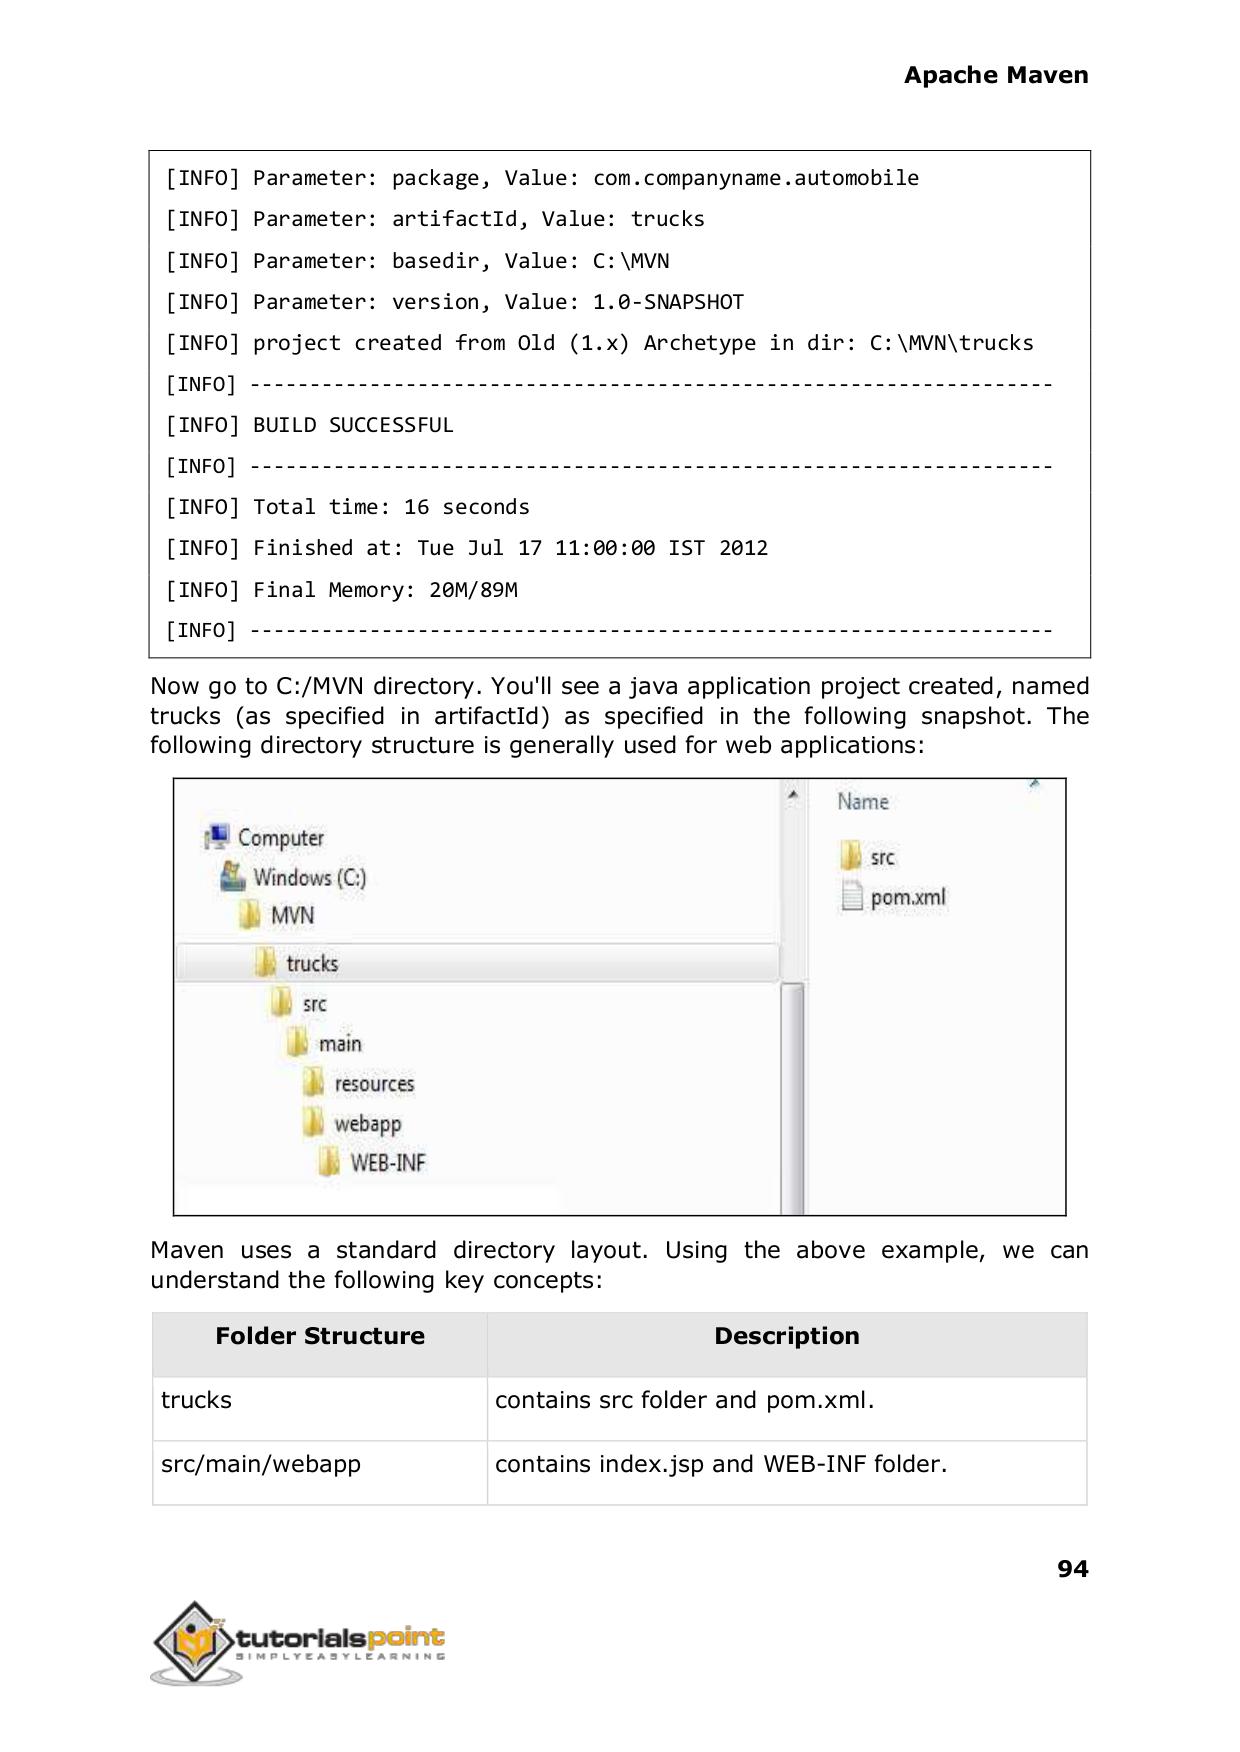 Apache Maven
[INFO] Parameter: package, Value: com.companyname.automobile
[INFO] Parameter: artifactId, Value: trucks
[INFO] Parameter: basedir, Value: C:\MVN
[INFO] Parameter: version, Value: 1.0-SNAPSHOT
[INFO] project created from Old (1.x) Archetype in dir: C:\MVN\trucks
[INFO] -------------------------------------------------------------------
[INFO] BUILD SUCCESSFUL
[INFO] -------------------------------------------------------------------
[INFO] Total time: 16 seconds
[INFO] Finished at: Tue Jul 17 11:00:00 IST 2012
[INFO] Final Memory: 20M/89M
[INFO] -------------------------------------------------------------------
Now go to C:/MVN directory. You'll see a java application project created, named
trucks (as specified in artifactId) as specified in the following snapshot. The
following directory structure is generally used for web applications:
Computer
Windows (C:)
MVN
trucks
src
main
resources
webapp
WEB-INF
Name
src
pom.xml
Maven uses a standard directory layout. Using the above example, we can
understand the following key concepts:
Folder Structure Description
trucks contains src folder and pom.xml.
src/main/webapp contains index.jsp and WEB-INF folder.
94
tutorialspoint
SIMPLYEASYLEARNING